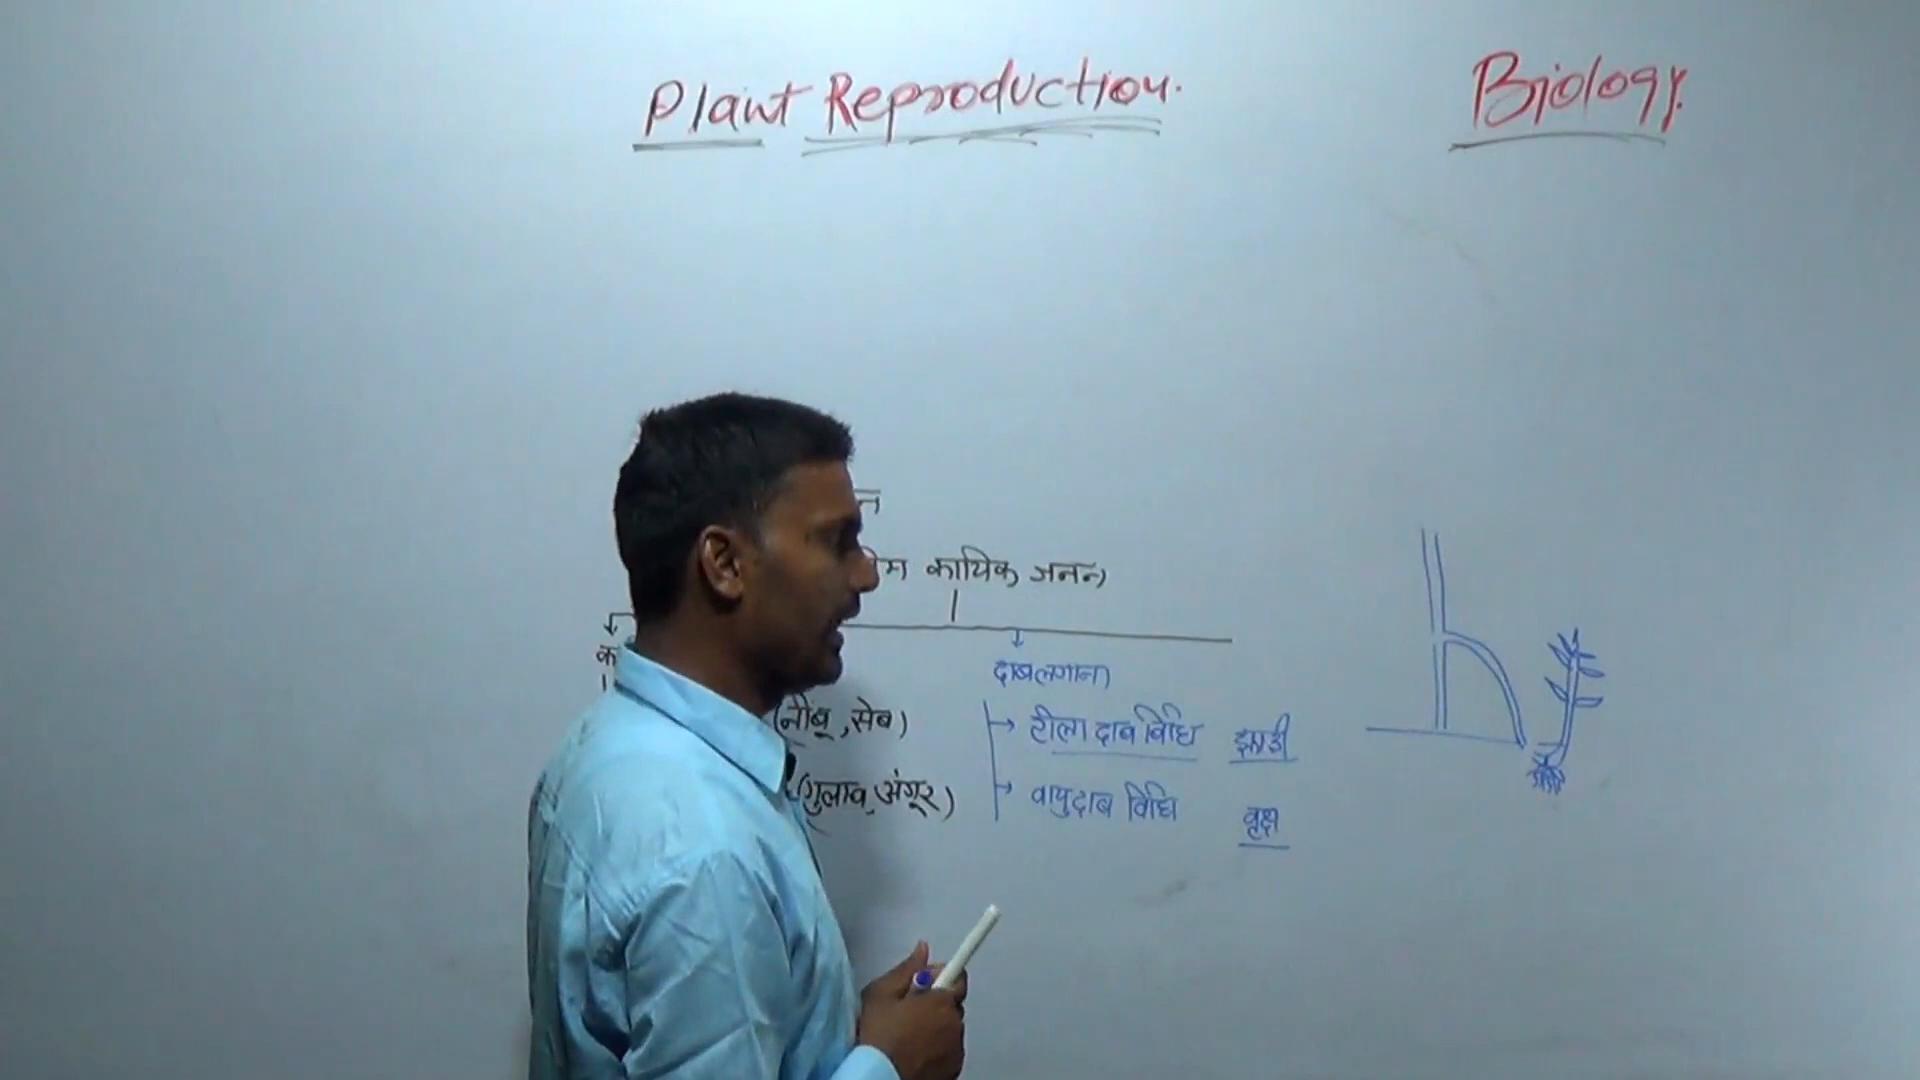 Plant Reproduction.
Biology.
कायिक जनन
दाबलगाना
(नींबू, सेब)
टीला दाब विधि झाड़ी
(गुलाब, अंगूर)
वायुदाब विधि वृक्ष